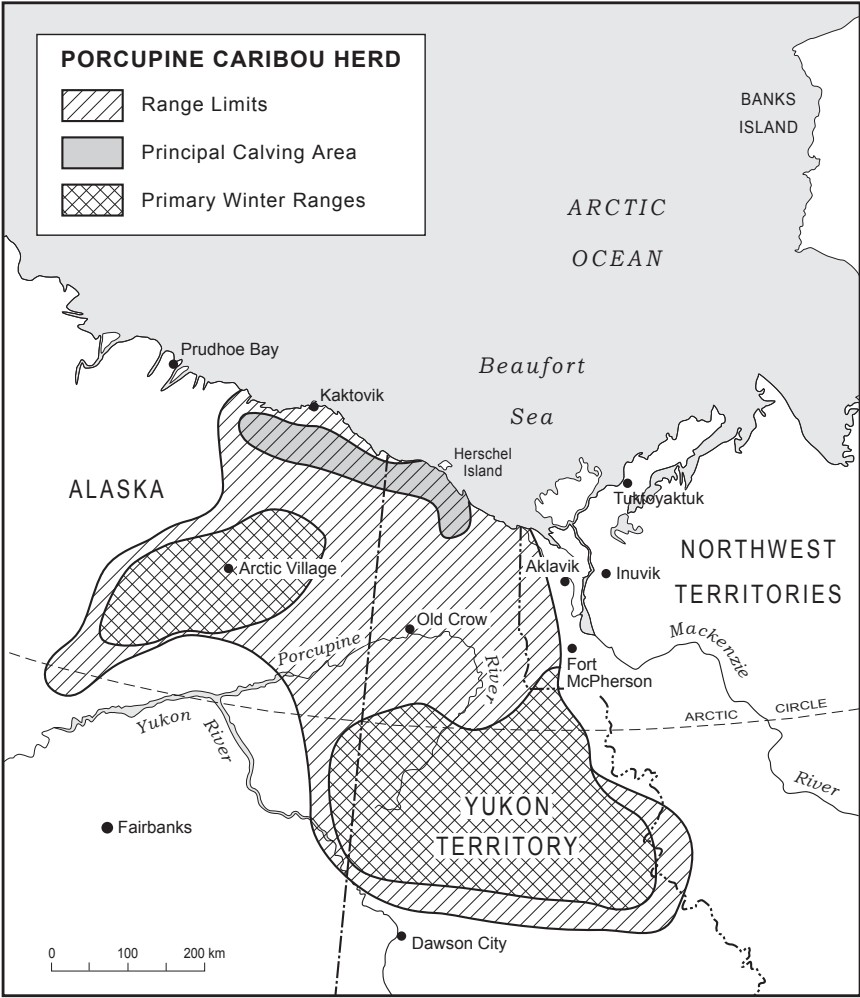 PORCUPINE CARIBOU HERD
Range Limits
Principal Calving Area
Primary Winter Ranges
BANKS
ISLAND
ARCTIC
OCEAN
Prudhoe Bay
Beaufort
Sea
Kaktovik
Herschel
Island
ALASKA
Tuktoyaktuk
NORTHWEST
TERRITORIES
Arctic Village
Aklavik
Inuvik
Old Crow
Porcupine
River
Mackenzie
River
Fort
McPherson
ARCTIC CIRCLE
Yukon
River
YUKON
TERRITORY
Fairbanks
Dawson City
0 100 200 km